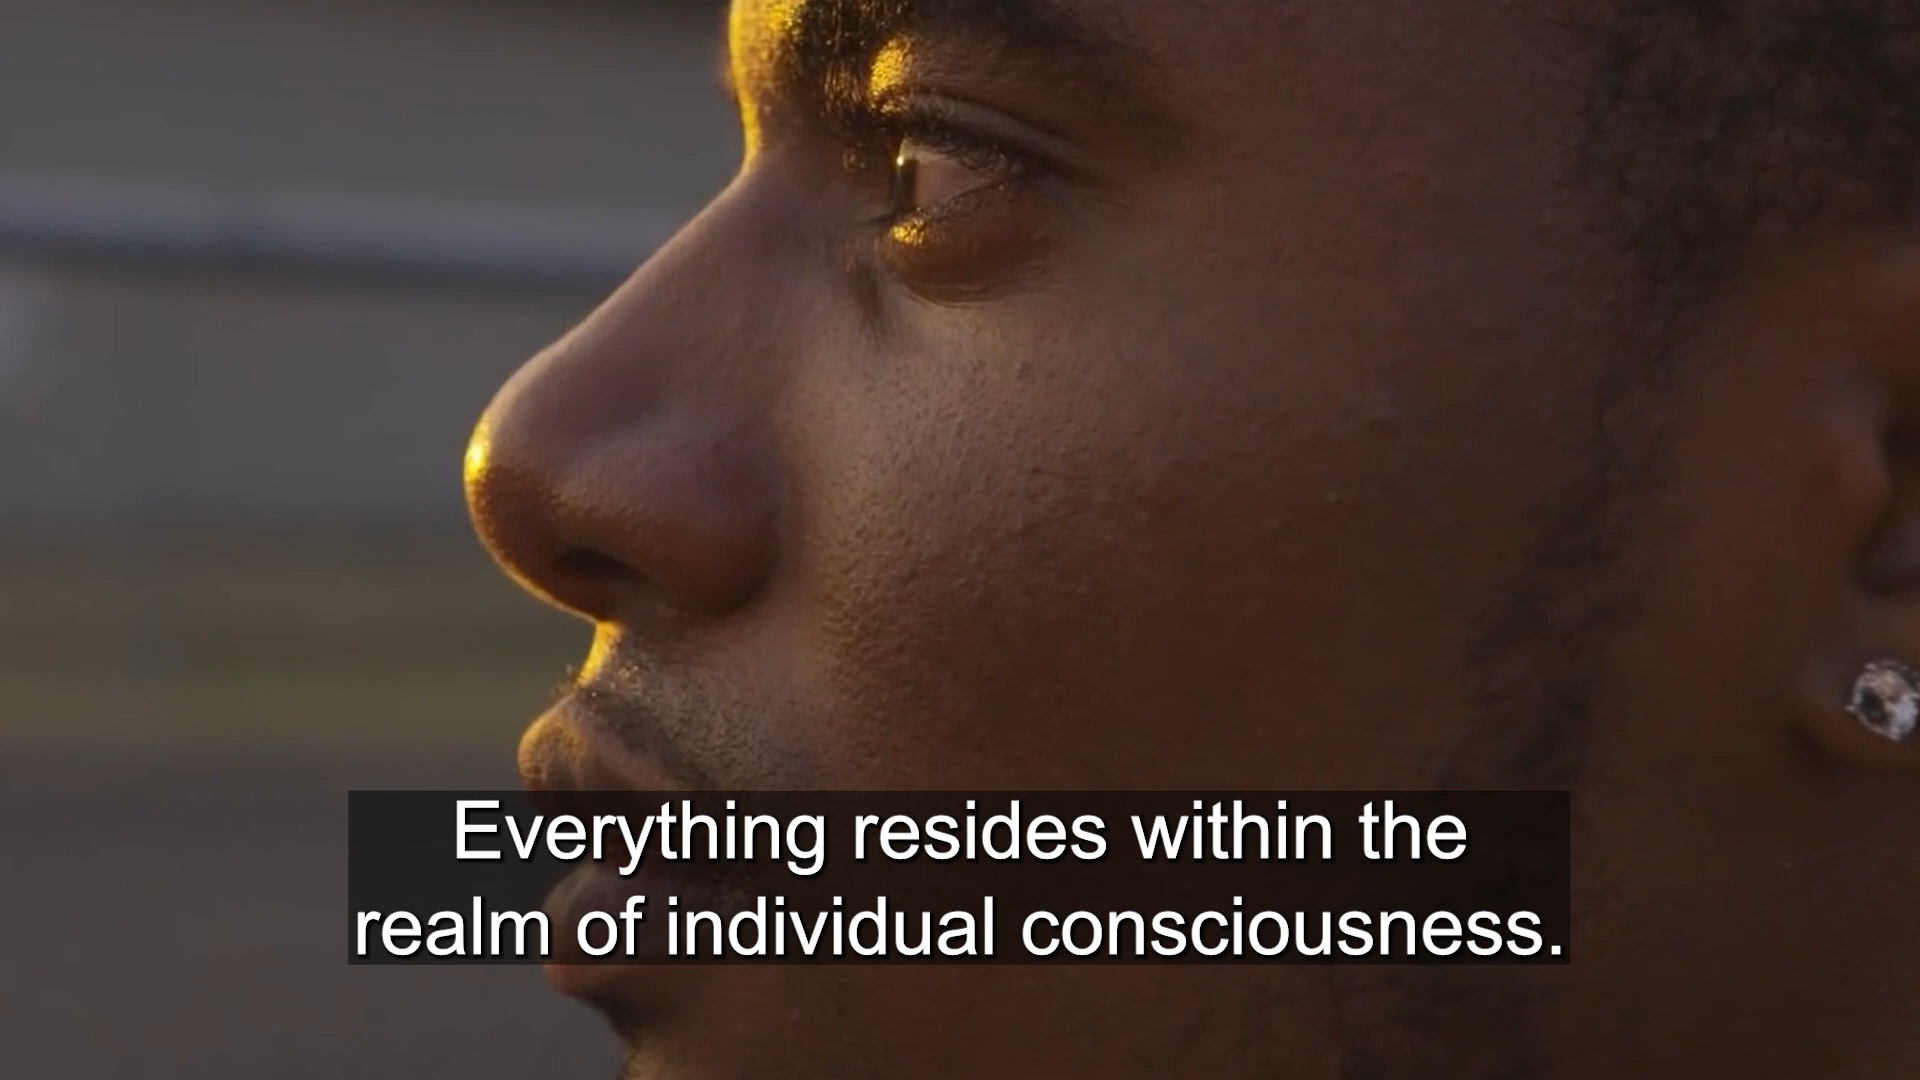 Everything resides within the
realm of individual consciousness.